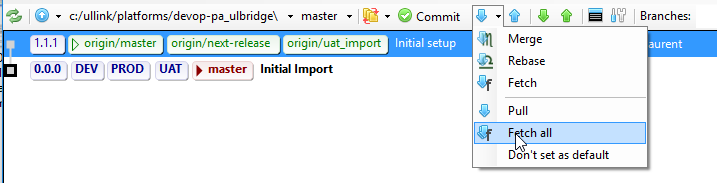 c:/ullink/platforms/devop-pa_ulbridge\ master Commit Branches:
1.1.1 origin/master origin/next-release origin/uat_import Initial setup aurent
0.0.0 DEV PROD UAT master Initial Import
Merge
Rebase
Fetch
Pull
Fetch all
Don't set as default